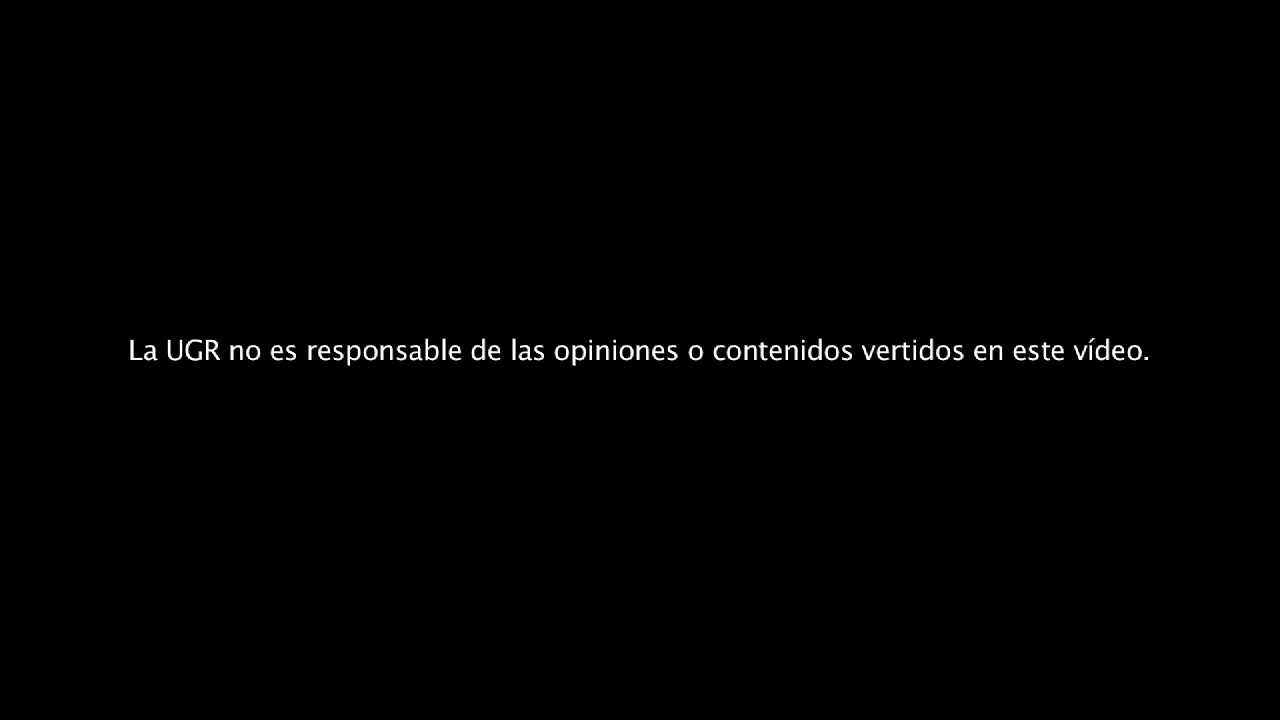 La UGR no es responsable de las opiniones o contenidos vertidos en este vídeo.